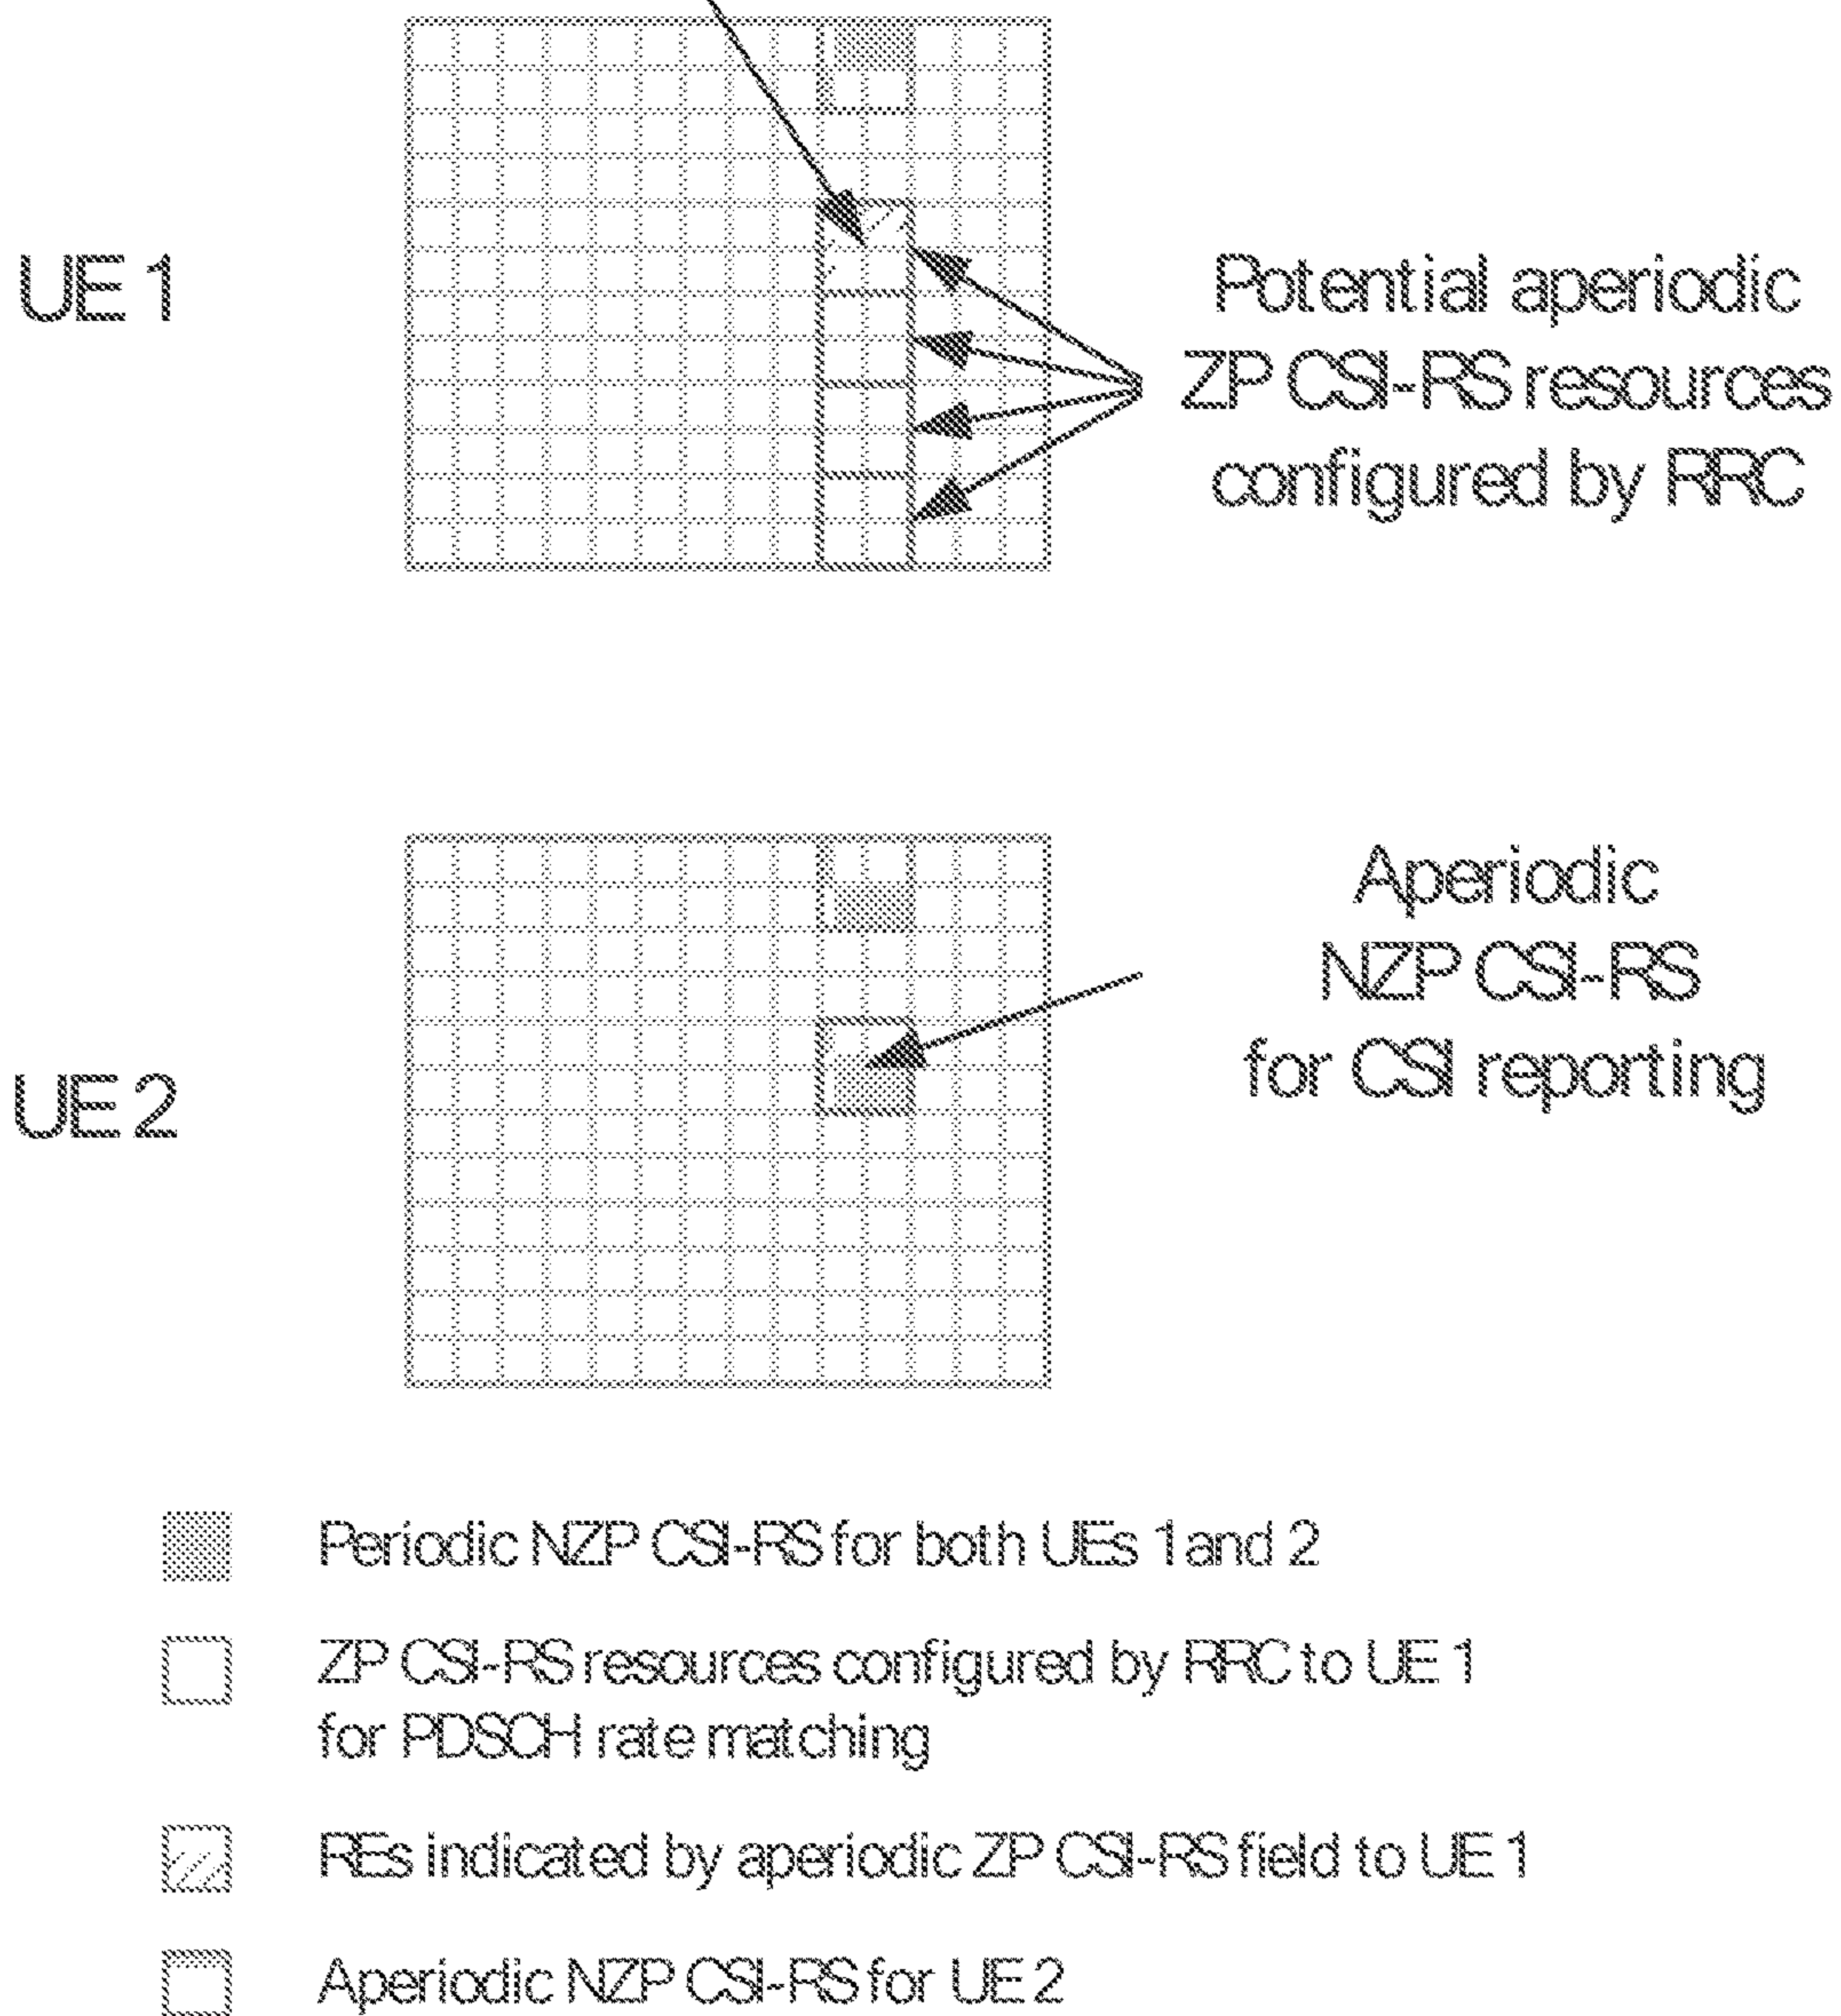 UE 1
Potential aperiodic
ZP CSI-RS resources
configured by RRC
UE 2
Aperiodic
NZP CSI-RS
for CSI reporting
Periodic NZP CSI-RS for both UEs 1 and 2
ZP CSI-RS resources configured by RRC to UE 1
for PDSCH rate matching
REs indicated by aperiodic ZP CSI-RS field to UE 1
Aperiodic NZP CSI-RS for UE 2